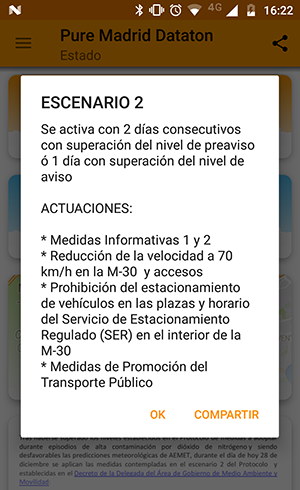 4G 16:22
Pure Madrid Dataton
Estado
ESCENARIO 2
Se activa con 2 días consecutivos
con superación del nivel de preaviso
ó 1 día con superación del nivel de
aviso
ACTUACIONES:
* Medidas Informativas 1 y 2
* Reducción de la velocidad a 70
km/h en la M-30 y accesos
* Prohibición del estacionamiento
de vehículos en las plazas y horario
del Servicio de Estacionamiento
Regulado (SER) en el interior de la
M-30
* Medidas de Promoción del
Transporte Público
OK COMPARTIR
durante episodios de alta contaminación por dióxido de nitrógeno y siendo
desfavorables las predicciones meteorológicas de AEMET, durante el día de hoy 28 de
diciembre se aplican las medidas contempladas en el escenario 2 del Protocolo y
establecidas en el Decreto de la Delegada del Área de Gobierno de Medio Ambiente y
Movilidad: